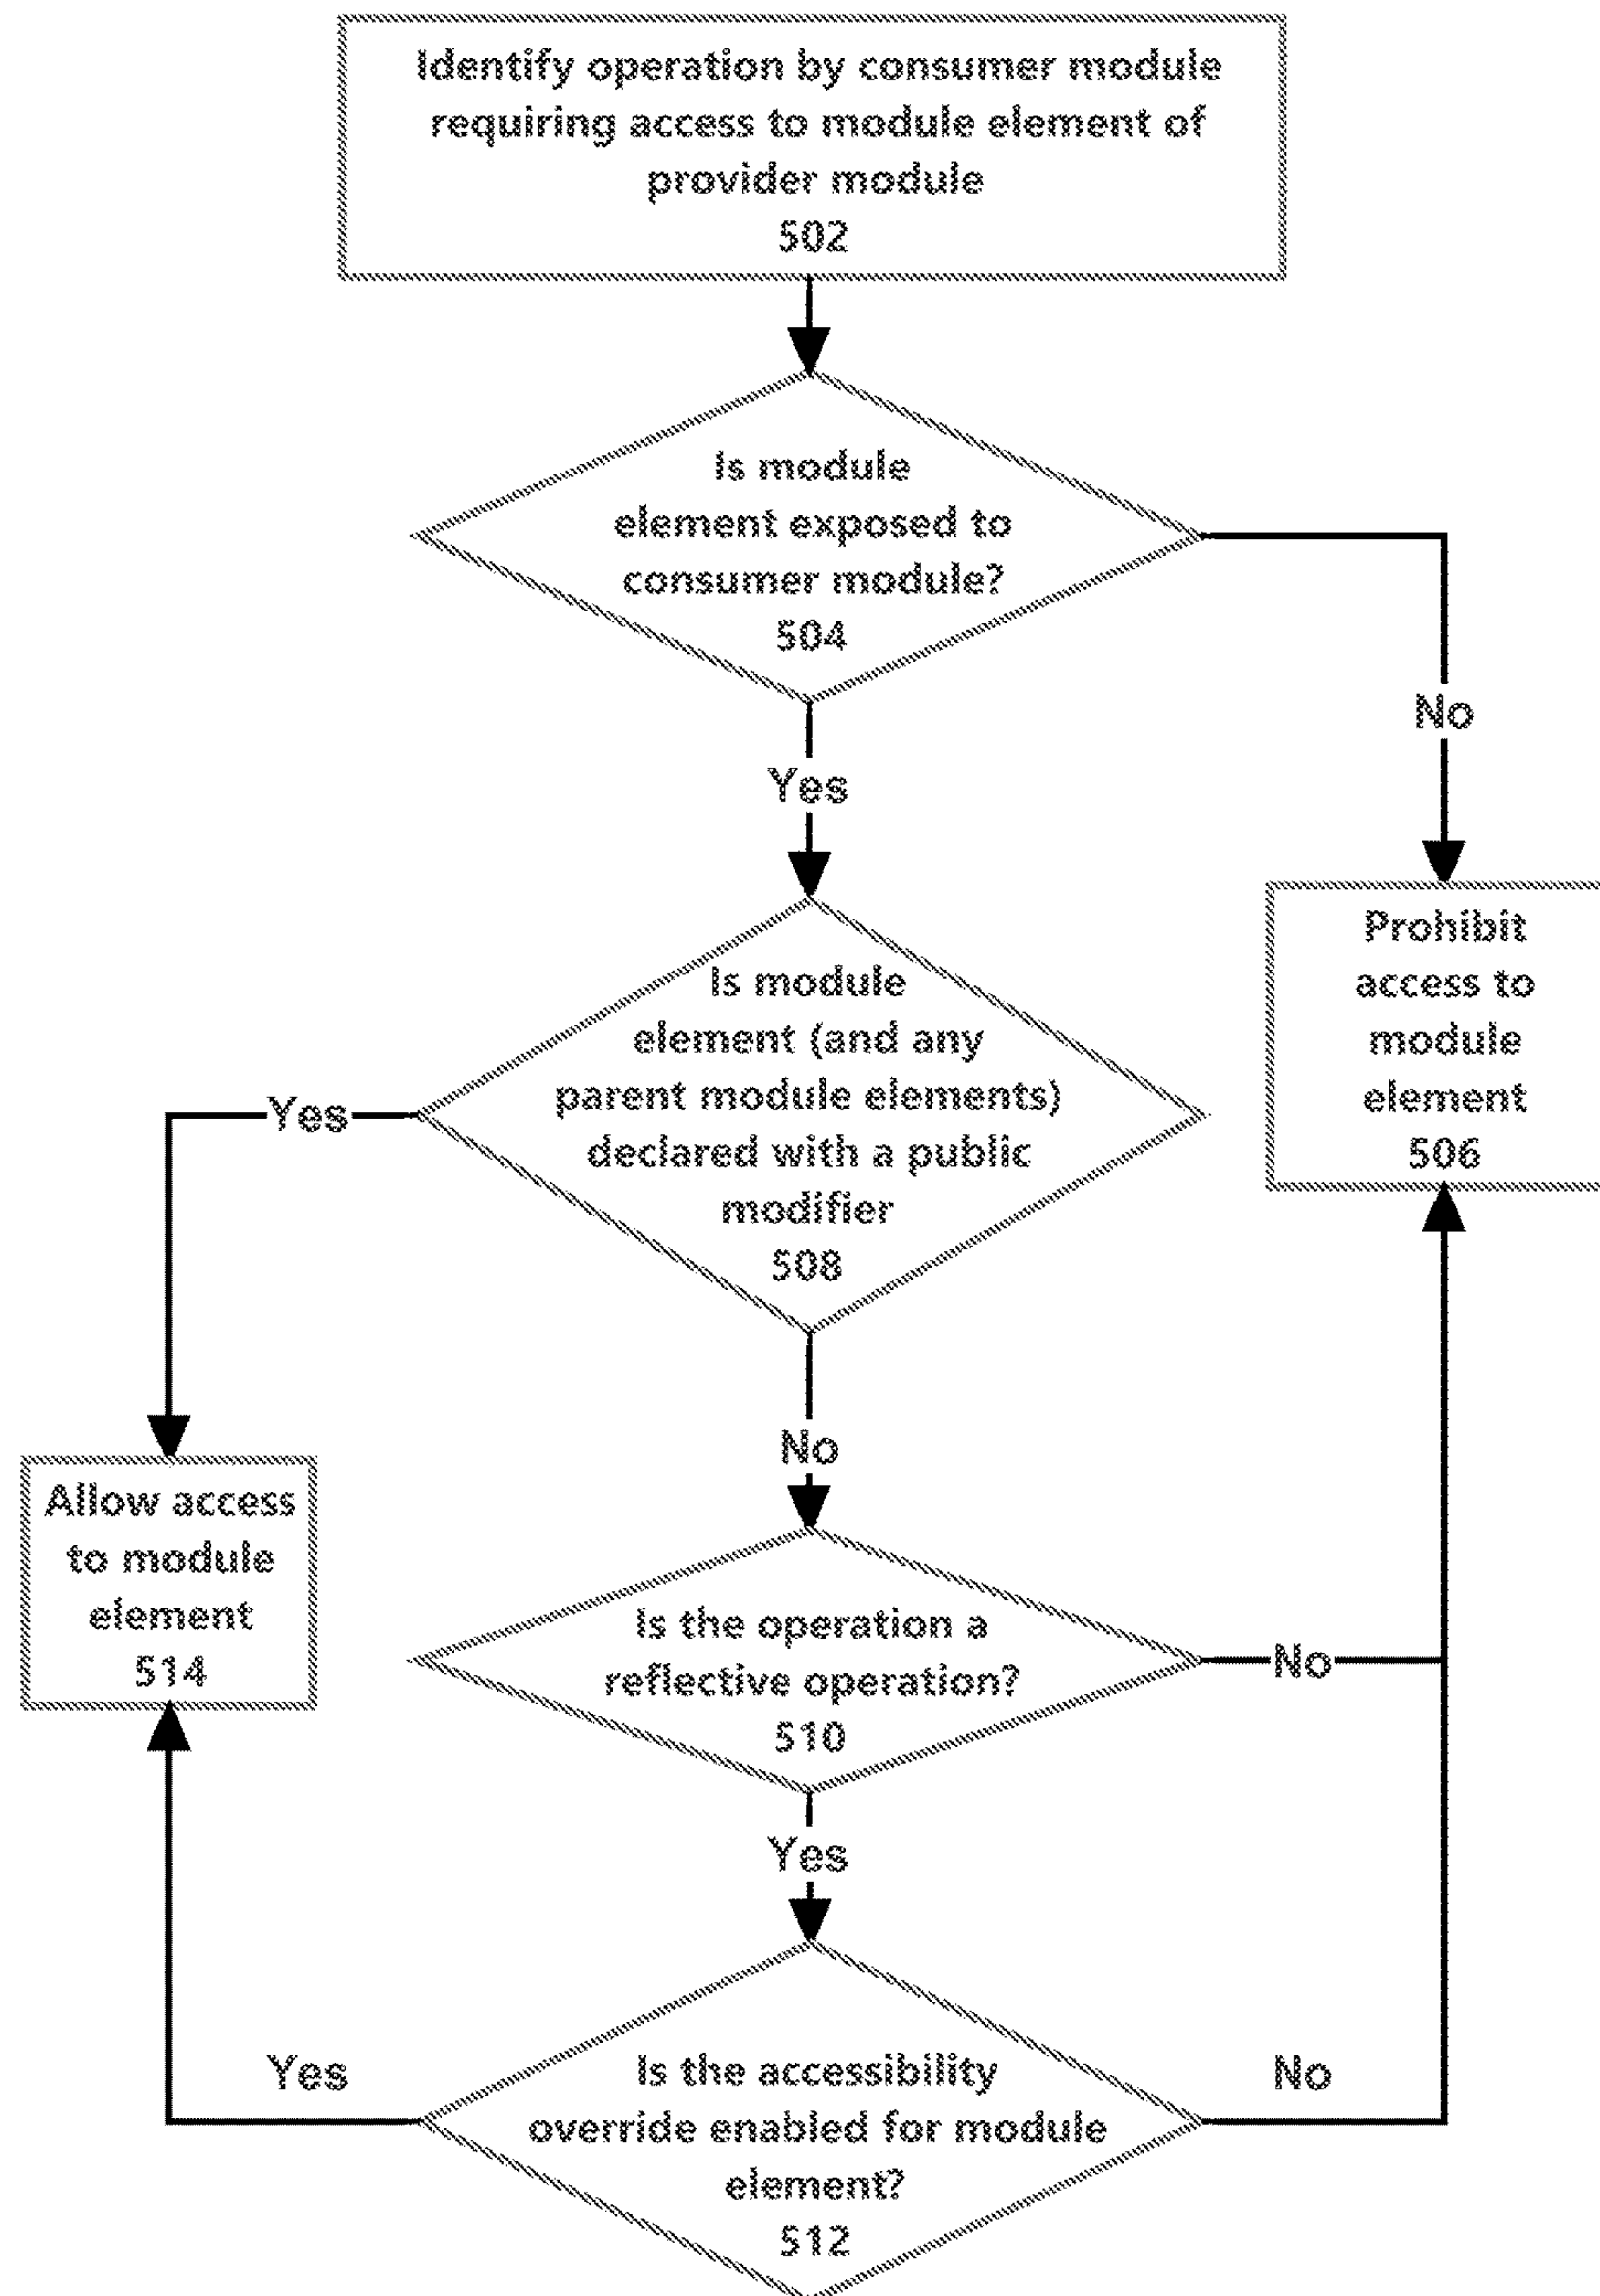 Identify operation by consumer module
requiring access to module element of
provider module
502
Is module
element exposed to
consumer module?
504
No
Yes
Prohibit
access to
module
element
506
Is module
element (and any
parent module elements)
declared with a public
modifier
508
Yes
No
Allow access
to module
element
514
Is the operation a
reflective operation?
510
No
Yes
Is the accessibility
override enabled for module
element?
512
Yes
No